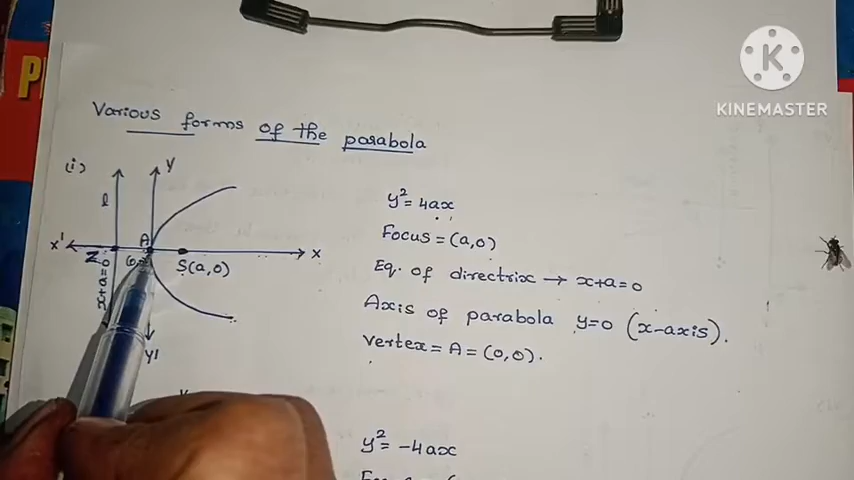 KINEMASTER
Various forms of the parabola
(i)
Y
l
y² = 4ax
A
Focus = (a,0)
x'
x
Z
S(a,0)
Eq. of directrix → x+a=0
x+a=0
Axis of parabola y=0 (x-axis).
Y'
vertex = A = (0,0).
y² = -4ax